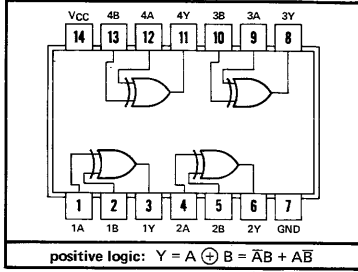 VCC 4B 4A 4Y 3B 3A 3Y
14 13 12 11 10 9 8
1 2 3 4 5 6 7
1A 1B 1Y 2A 2B 2Y GND
positive logic: Y = A ⊕ B = A̅B + AB̅